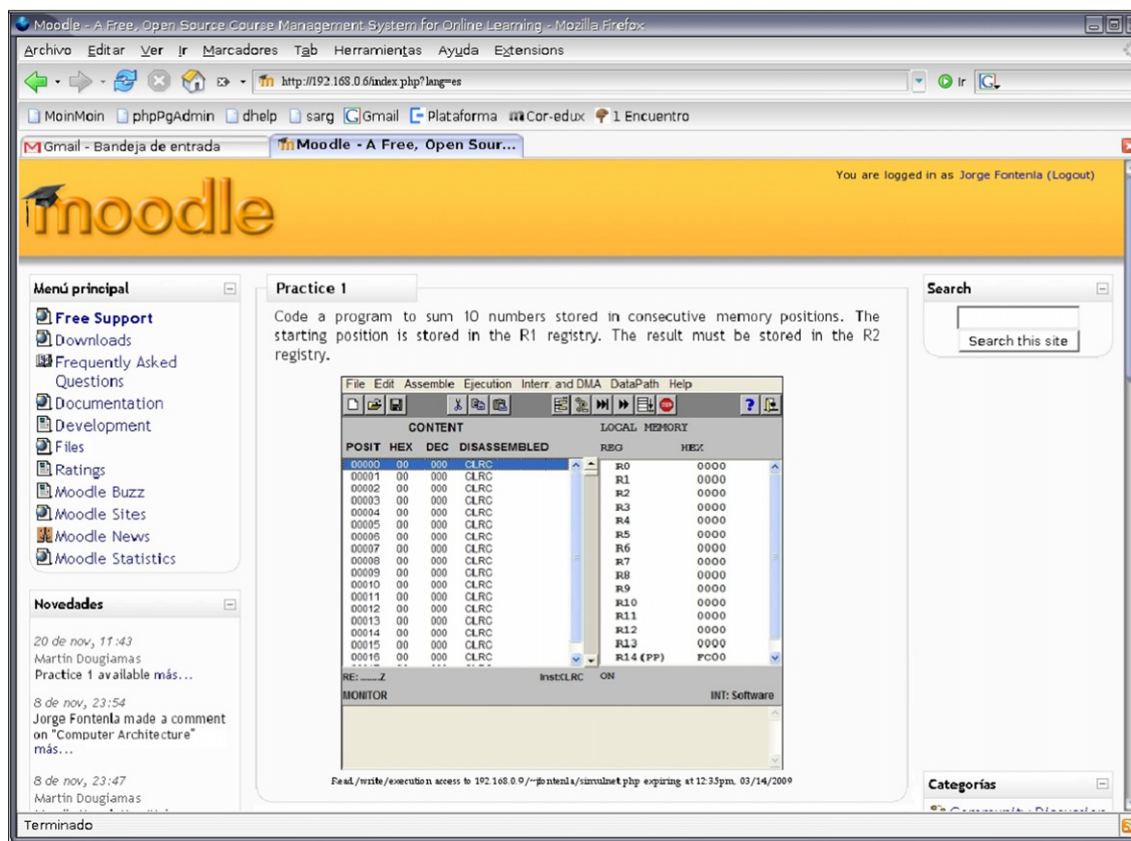 Moodle - A Free, Open Source Course Management System for Online Learning - Mozilla Firefox
Archivo Editar Ver Ir Marcadores Tab Herramientas Ayuda Extensions
http://192.168.0.6/index.php?lang=es Ir
MoinMoin phpPgAdmin dhelp sarg Gmail Plataforma Cor-edux 1 Encuentro
Gmail - Bandeja de entrada Moodle - A Free, Open Sour...
You are logged in as Jorge Fontenla (Logout)
moodle
Menú principal
Free Support
Downloads
Frequently Asked
Questions
Documentation
Development
Files
Ratings
Moodle Buzz
Moodle Sites
Moodle News
Moodle Statistics
Novedades
20 de nov, 11:43
Martin Dougiamas
Practice 1 available más...
8 de nov, 23:54
Jorge Fontenla made a comment
on "Computer Architecture"
más...
8 de nov, 23:47
Martin Dougiamas
Practice 1
Code a program to sum 10 numbers stored in consecutive memory positions. The
starting position is stored in the R1 registry. The result must be stored in the R2
registry.
File Edit Assemble Ejecution Interr. and DMA DataPath Help
CONTENT LOCAL MEMORY
POSIT HEX DEC DISASSEMBLED REG HEX
00000 00 000 CLRC R0 0000
00001 00 000 CLRC R1 0000
00002 00 000 CLRC R2 0000
00003 00 000 CLRC R3 0000
00004 00 000 CLRC R4 0000
00005 00 000 CLRC R5 0000
00006 00 000 CLRC R6 0000
00007 00 000 CLRC R7 0000
00008 00 000 CLRC R8 0000
00009 00 000 CLRC R9 0000
00010 00 000 CLRC R10 0000
00011 00 000 CLRC R11 0000
00012 00 000 CLRC R12 0000
00013 00 000 CLRC R13 0000
00014 00 000 CLRC R14(PP) FC00
00015 00 000 CLRC
00016 00 000 CLRC
RE:......Z Inst:CLRC ON
MONITOR INT: Software
Read/write/execution access to 192.168.0.9/~jfontenla/simulnet.php expiring at 12:35pm, 03/14/2009
Search
Search this site
Categorías
Community Discussion
Terminado